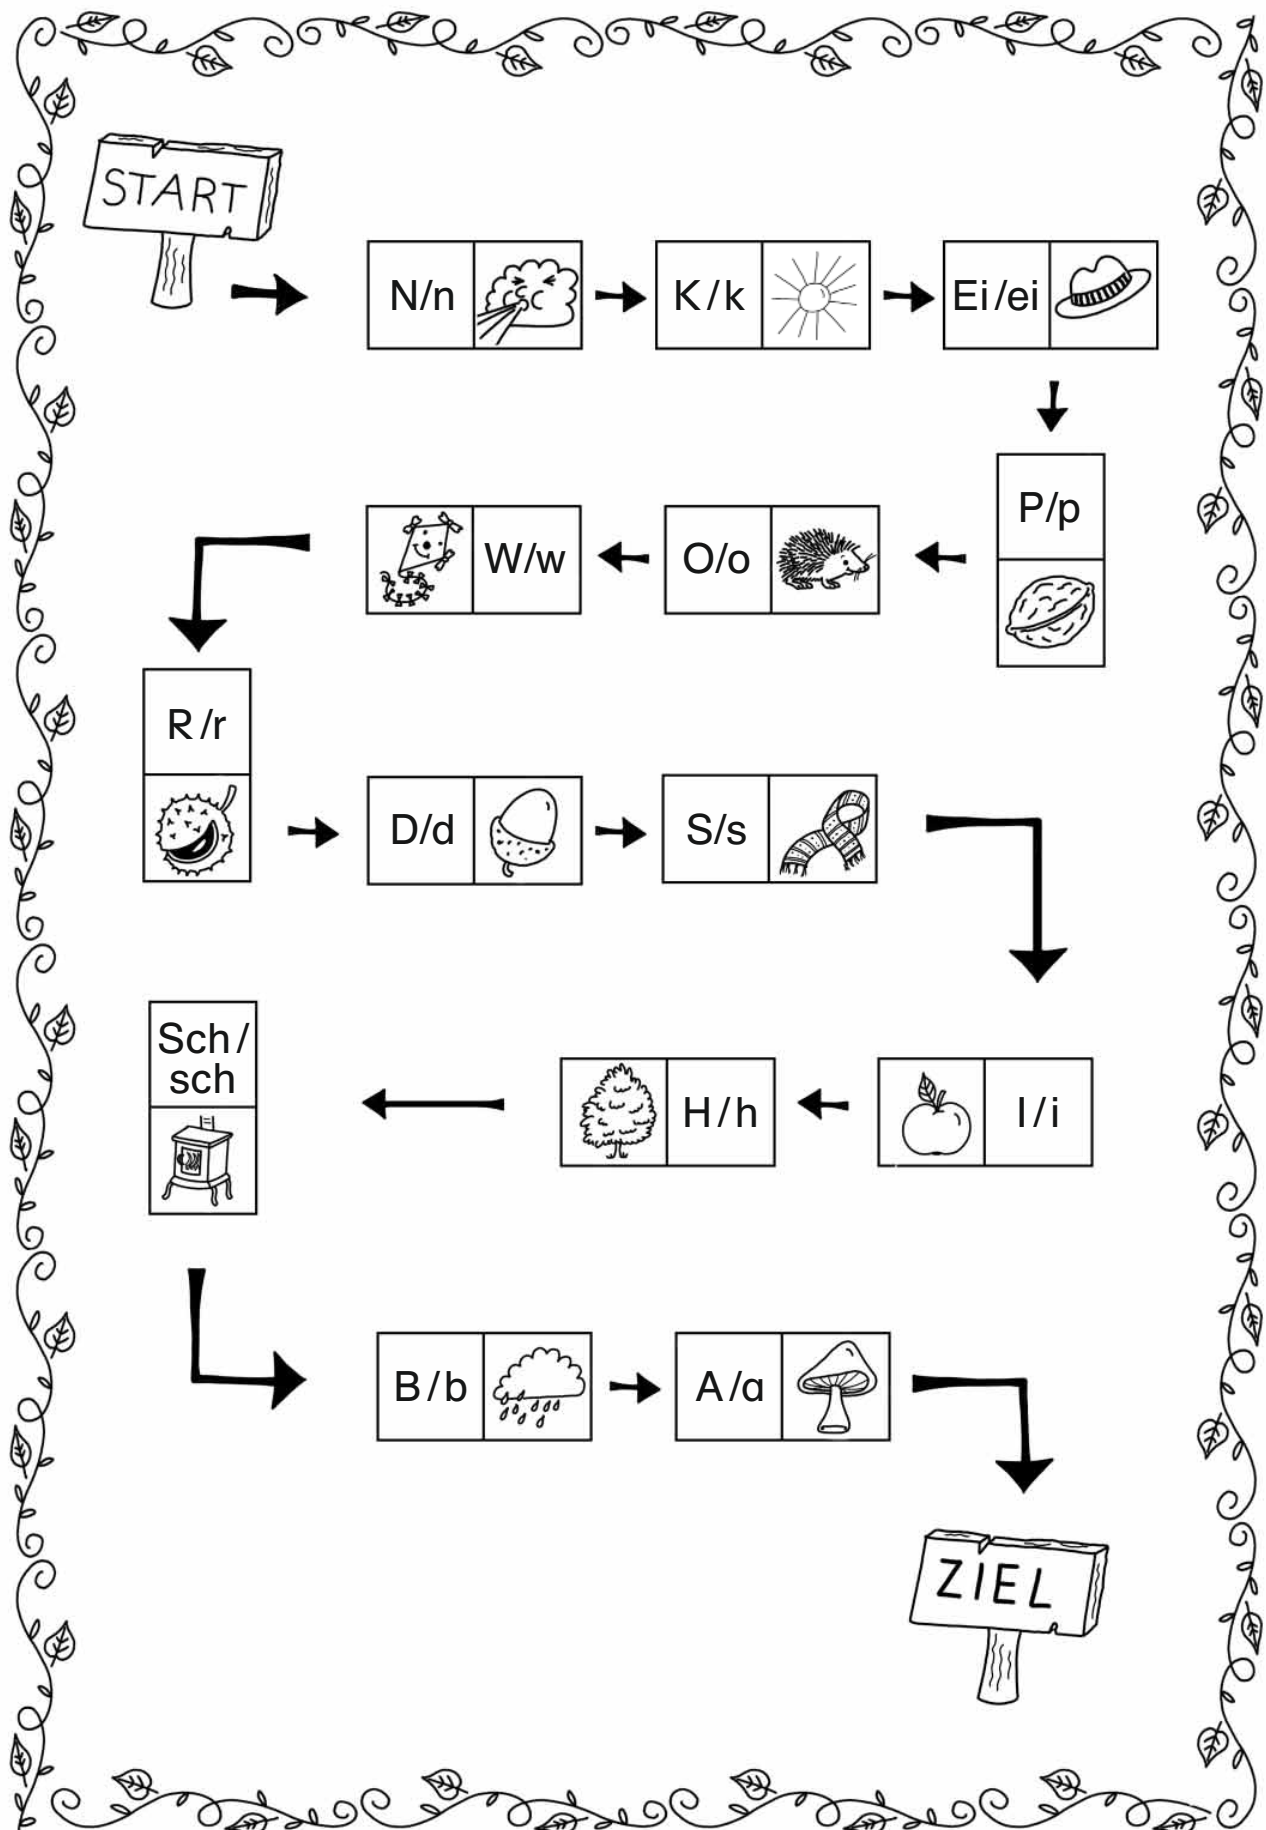 START
N/n
K/k
Ei/ei
P/p
O/o
W/w
R/r
D/d
S/s
I/i
H/h
Sch/
sch
B/b
A/a
ZIEL